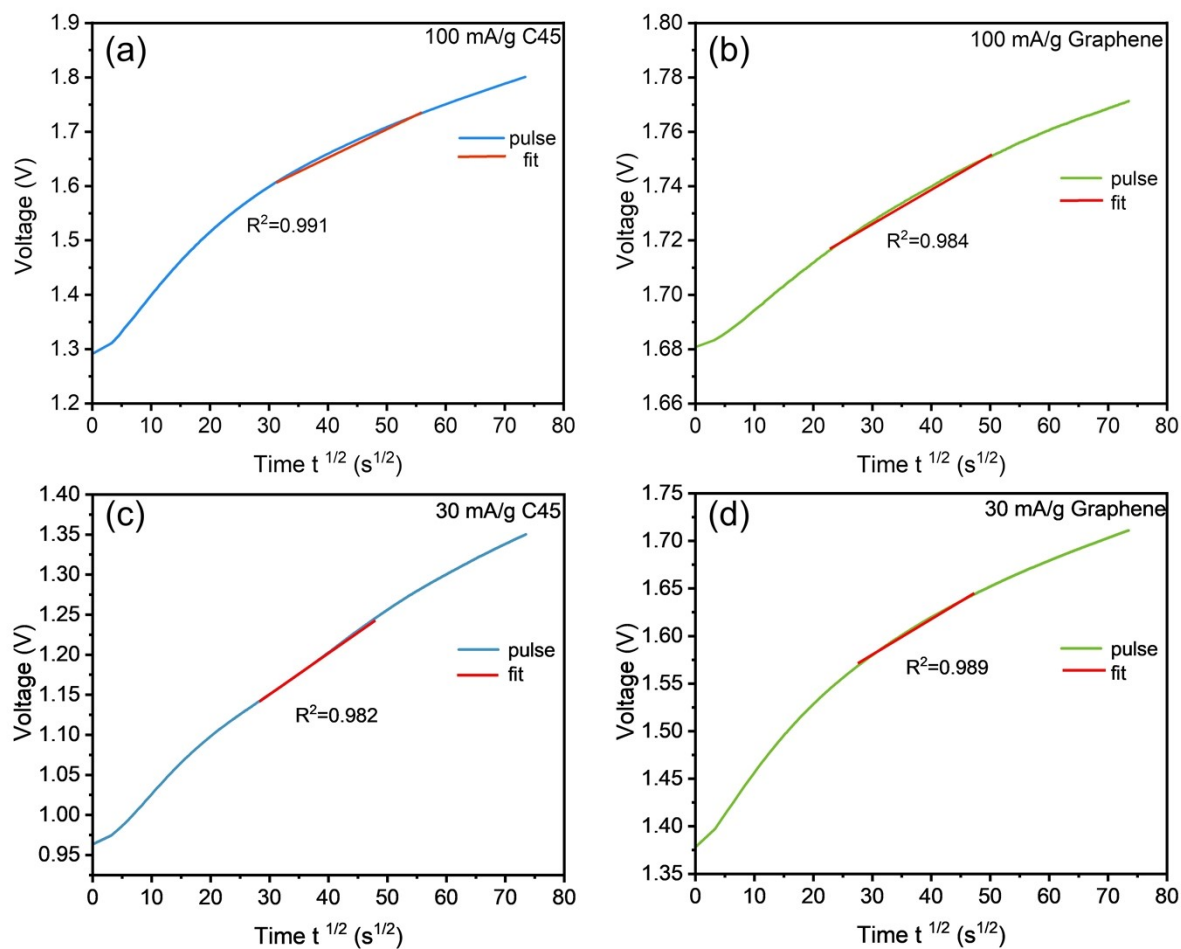 (a)
100 mA/g C45
Voltage (V)
1.9
1.8
1.7
1.6
1.5
1.4
1.3
1.2
pulse
fit
R²=0.991
0 10 20 30 40 50 60 70 80
Time t ^1/2 (s^1/2)
(b)
100 mA/g Graphene
Voltage (V)
1.80
1.78
1.76
1.74
1.72
1.70
1.68
1.66
pulse
fit
R²=0.984
0 10 20 30 40 50 60 70 80
Time t ^1/2 (s^1/2)
(c)
30 mA/g C45
Voltage (V)
1.40
1.35
1.30
1.25
1.20
1.15
1.10
1.05
1.00
0.95
pulse
fit
R²=0.982
0 10 20 30 40 50 60 70 80
Time t ^1/2 (s^1/2)
(d)
30 mA/g Graphene
Voltage (V)
1.75
1.70
1.65
1.60
1.55
1.50
1.45
1.40
1.35
pulse
fit
R²=0.989
0 10 20 30 40 50 60 70 80
Time t ^1/2 (s^1/2)